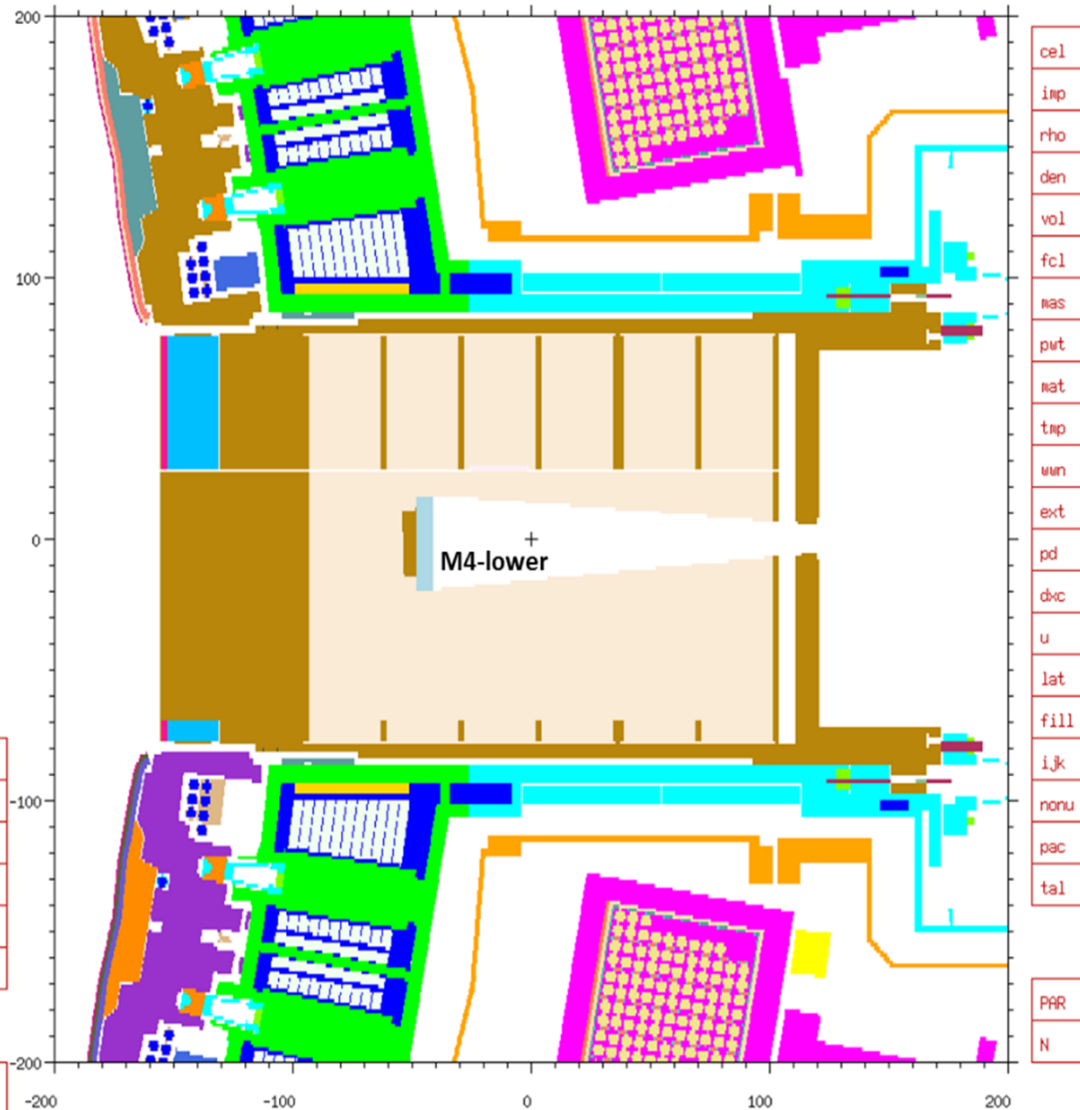 200
100
0
-100
-200
-200
-100
0
100
200
M4-lower
cel
imp
rho
den
vol
fcl
mas
pwt
mat
tmp
wwn
ext
pd
dxc
u
lat
fill
ijk
nonu
pac
tal
PAR
N